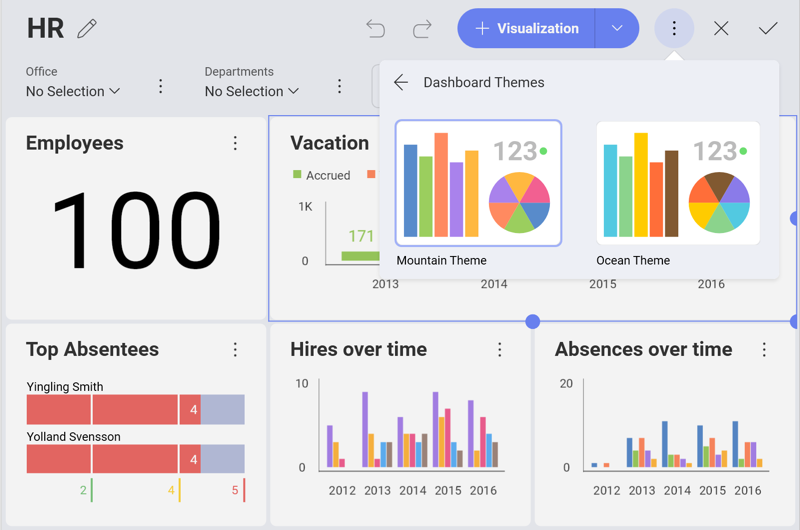 HR
Visualization
Office
Departments
No Selection
No Selection
Dashboard Themes
123
123
Mountain Theme
Ocean Theme
Employees
100
Vacation
Accrued
1K
171
0
2013
2014
2015
2016
Top Absentees
Yingling Smith
4
Yolland Svensson
4
2
4
5
Hires over time
10
0
2012
2013
2014
2015
2016
Absences over time
20
0
2012
2013
2014
2015
2016